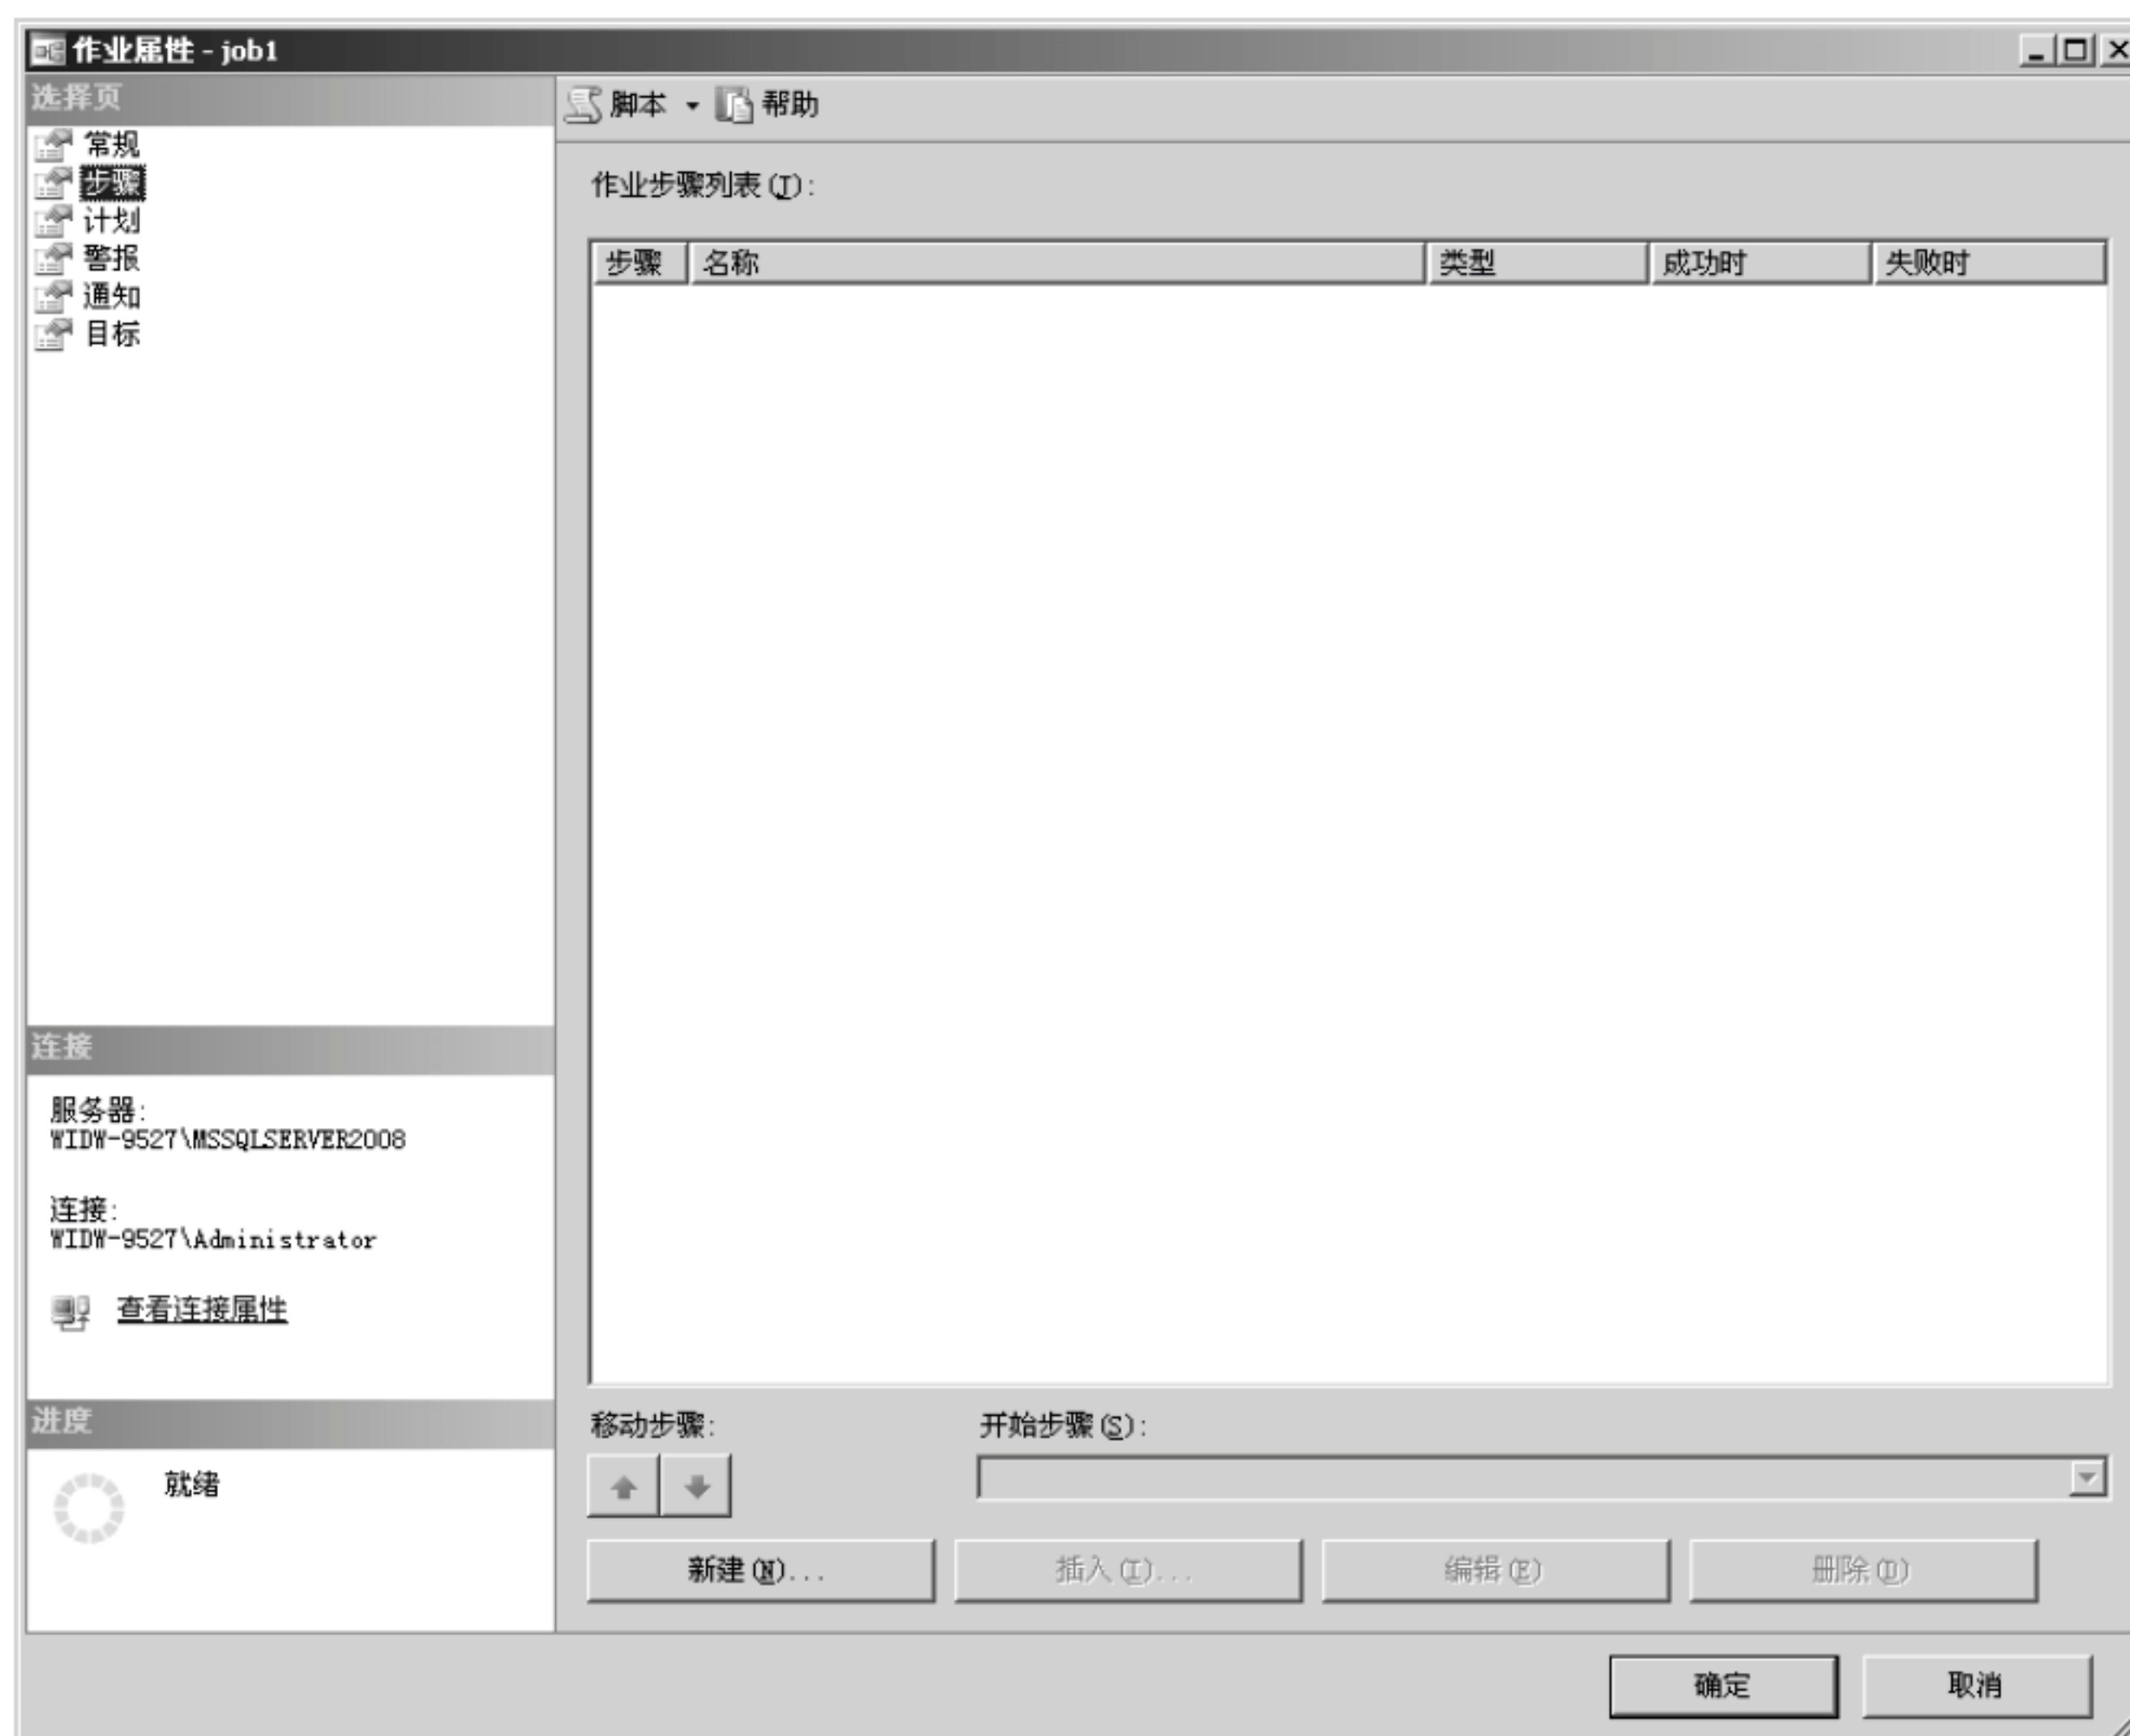 作业属性 - job1
选择页
常规
步骤
计划
警报
通知
目标
连接
服务器:
WIDW-9527\MSSQLSERVER2008
连接:
WIDW-9527\Administrator
查看连接属性
进度
就绪
脚本 帮助
作业步骤列表(T):
步骤 名称 类型 成功时 失败时
移动步骤: 开始步骤(S):
新建(N)... 插入(I)... 编辑(E) 删除(D)
确定 取消